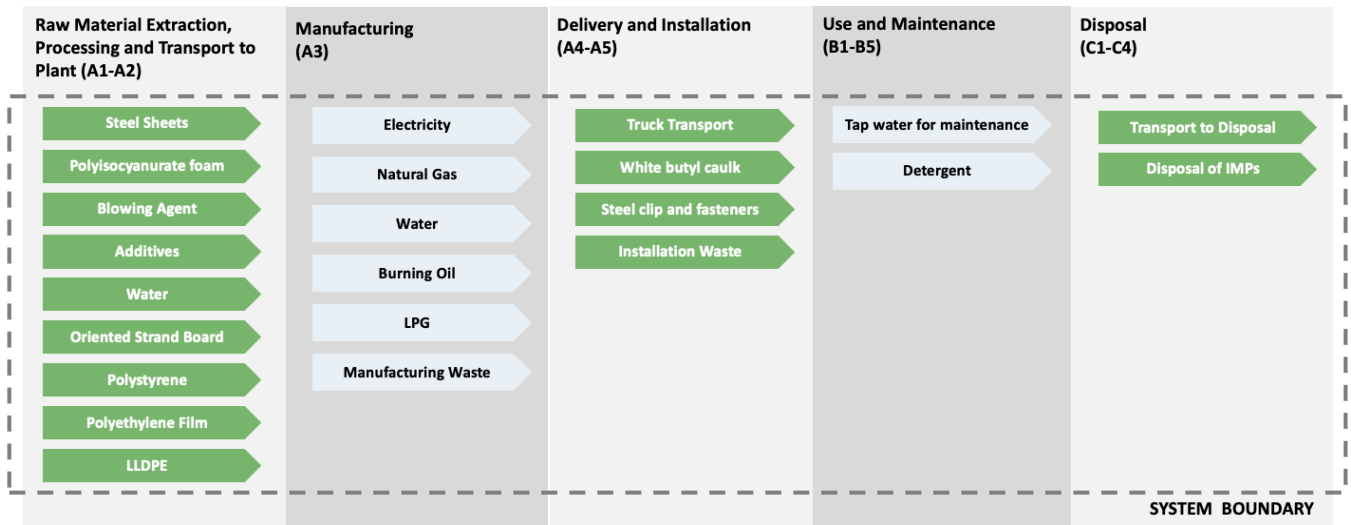 Raw Material Extraction,
Processing and Transport to
Plant (A1-A2)
Steel Sheets
Polyisocyanurate foam
Blowing Agent
Additives
Water
Oriented Strand Board
Polystyrene
Polyethylene Film
LLDPE
Manufacturing
(A3)
Electricity
Natural Gas
Water
Burning Oil
LPG
Manufacturing Waste
Delivery and Installation
(A4-A5)
Truck Transport
White butyl caulk
Steel clip and fasteners
Installation Waste
Use and Maintenance
(B1-B5)
Tap water for maintenance
Detergent
Disposal
(C1-C4)
Transport to Disposal
Disposal of IMPs
SYSTEM BOUNDARY